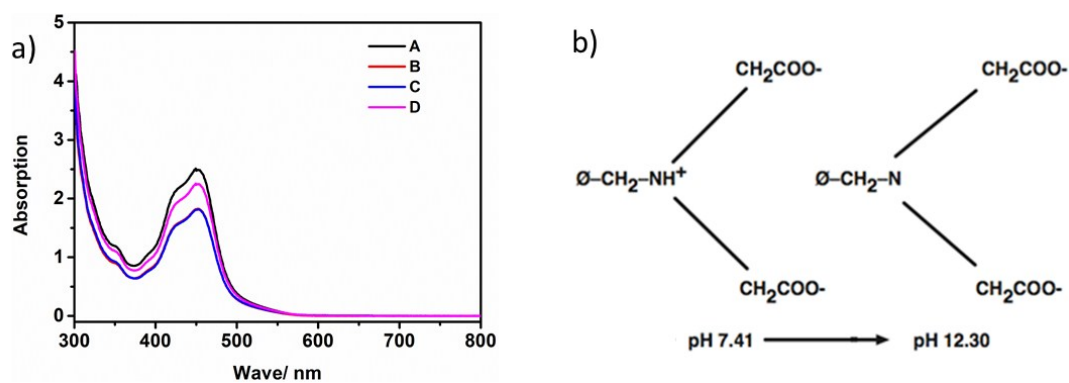 a)
5
4
3
2
1
0
Absorption
300 400 500 600 700 800
Wave/ nm
A
B
C
D
b)
CH₂COO- CH₂COO-
Ø–CH₂–NH⁺ Ø–CH₂–N
CH₂COO- CH₂COO-
pH 7.41 pH 12.30